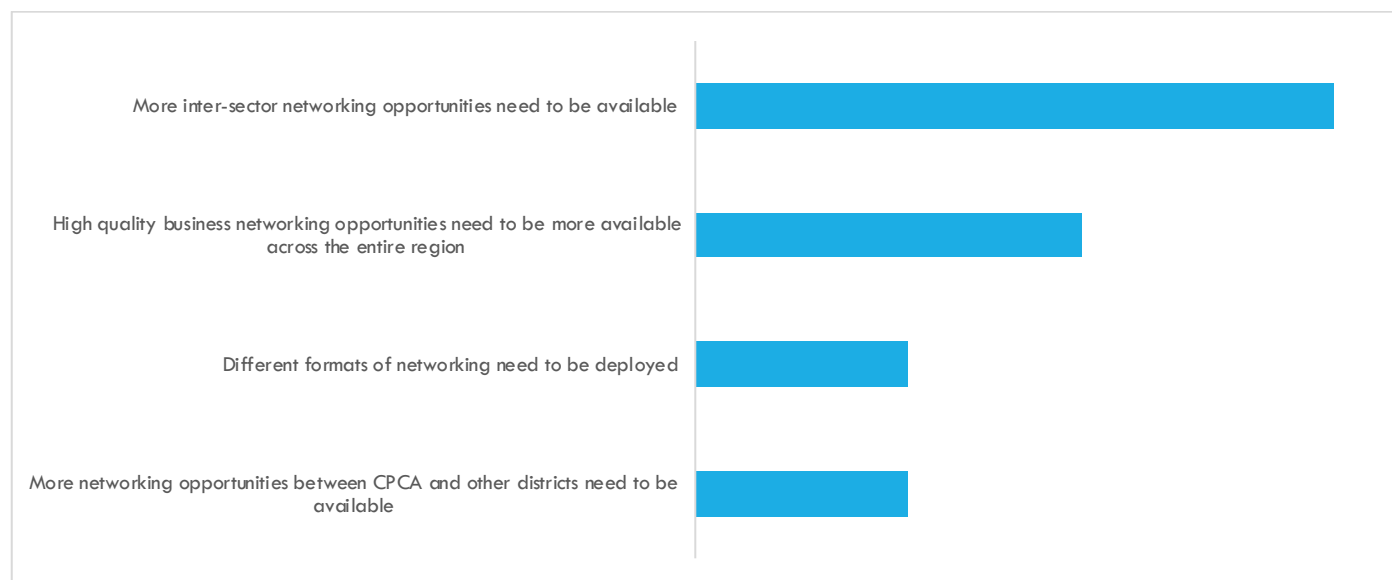 More inter-sector networking opportunities need to be available
High quality business networking opportunities need to be more available
across the entire region
Different formats of networking need to be deployed
More networking opportunities between CPCA and other districts need to be
available